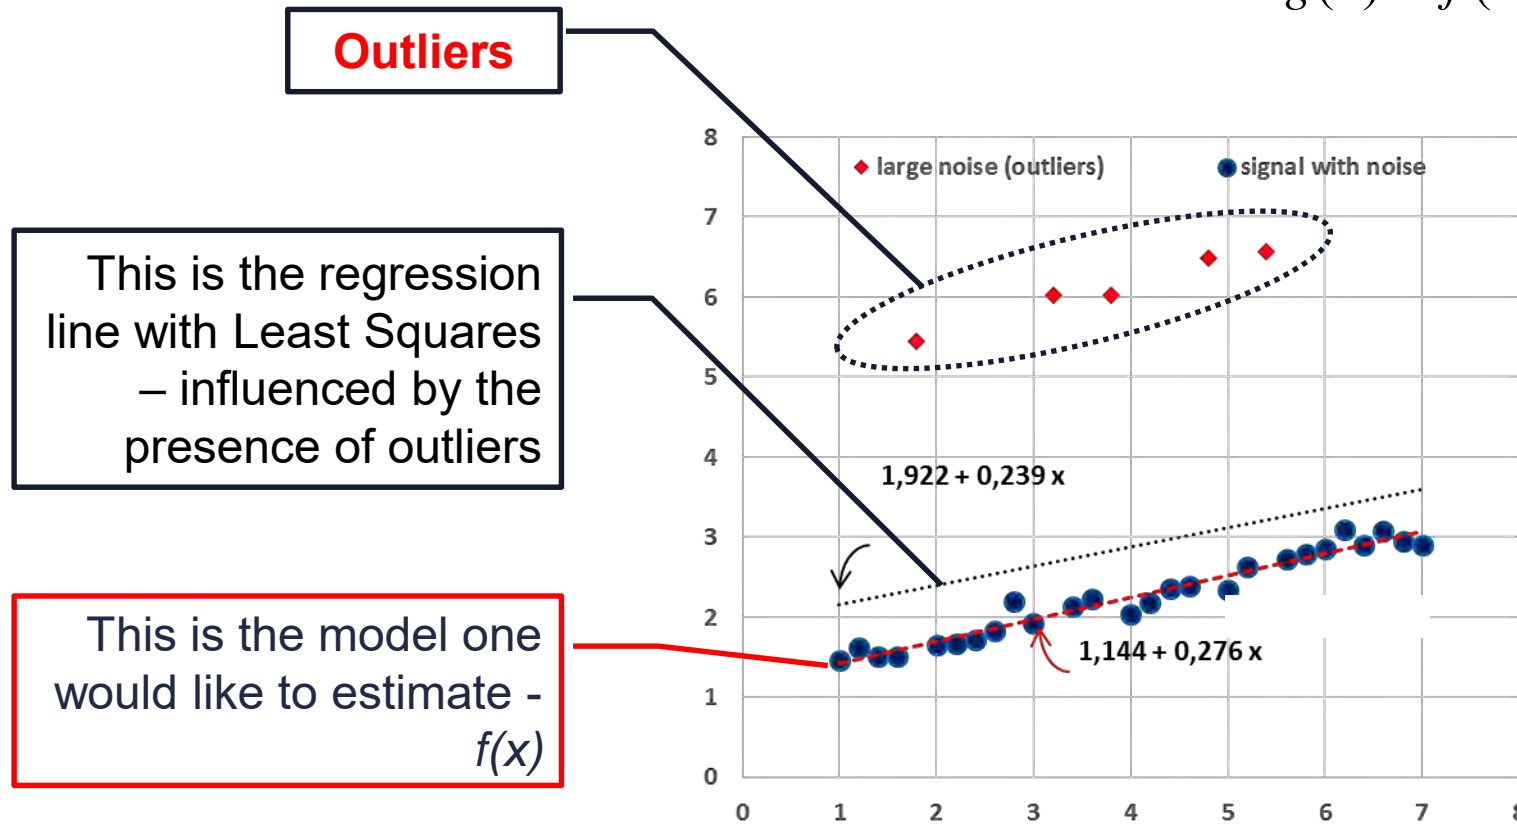 Outliers
This is the regression
line with Least Squares
– influenced by the
presence of outliers
This is the model one
would like to estimate -
f(x)
8
large noise (outliers)
signal with noise
7
6
5
4
1,922 + 0,239 x
3
2
1,144 + 0,276 x
1
0
0 1 2 3 4 5 6 7 8